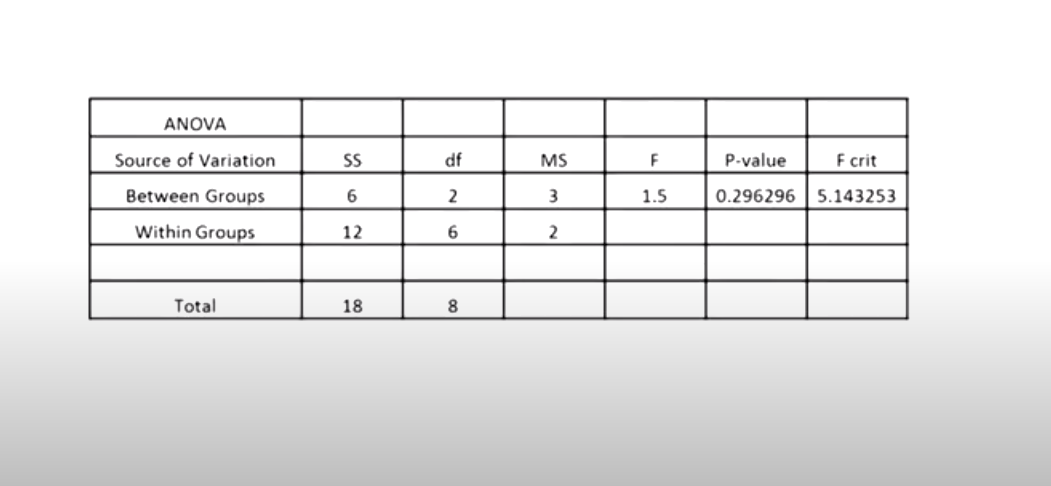 ANOVA
Source of Variation SS df MS F P-value F crit
Between Groups 6 2 3 1.5 0.296296 5.143253
Within Groups 12 6 2
Total 18 8